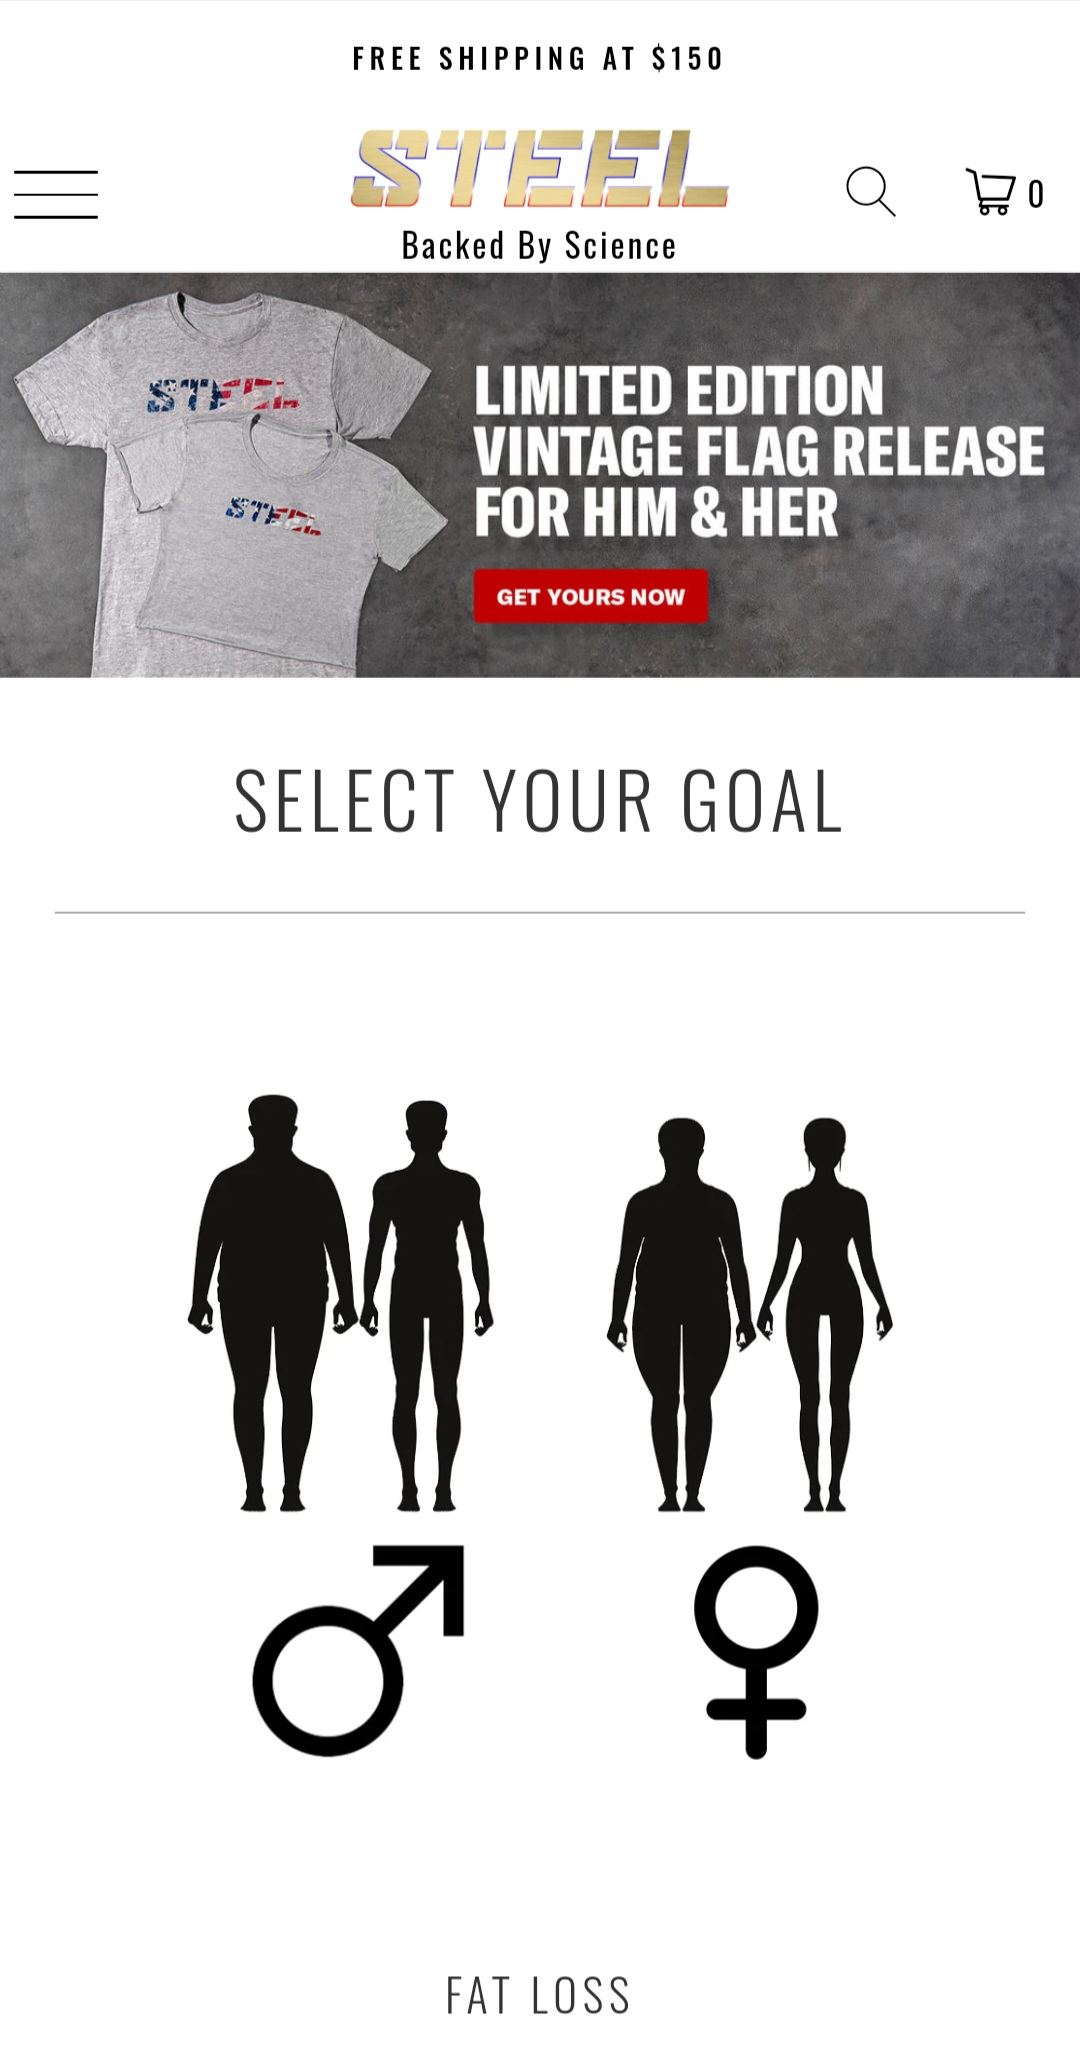 FREE SHIPPING AT $150
STEEL
0
Backed By Science
STEEL
STEEL
LIMITED EDITION
VINTAGE FLAG RELEASE
FOR HIM & HER
GET YOURS NOW
SELECT YOUR GOAL
FAT LOSS